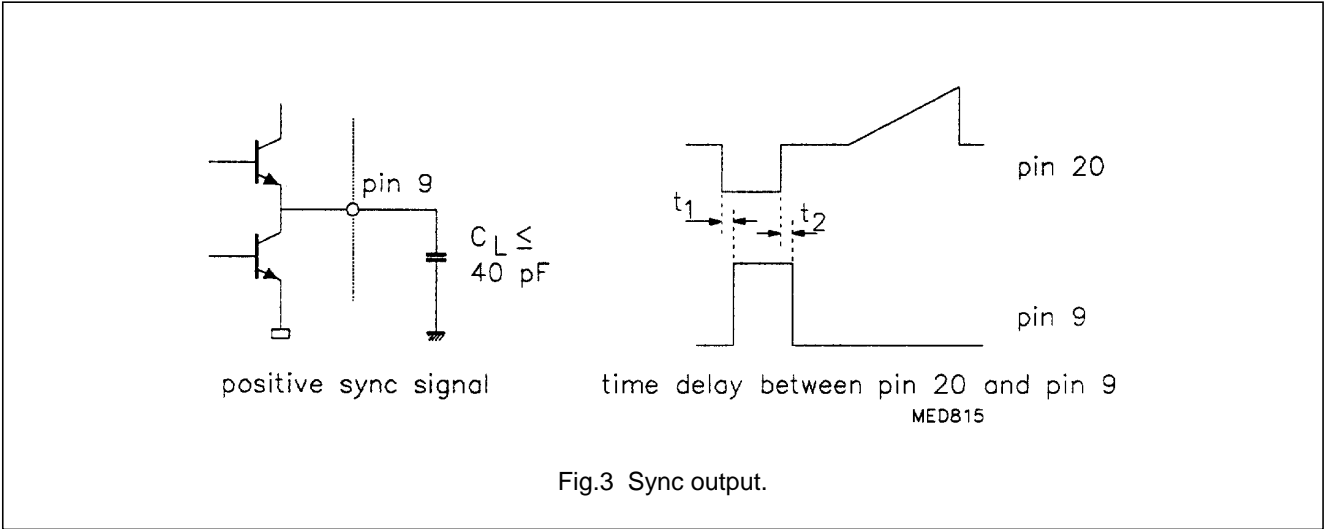 pin 9
C_L ≤
40 pF
positive sync signal
pin 20
t1
t2
pin 9
time delay between pin 20 and pin 9
MED815
Fig.3 Sync output.